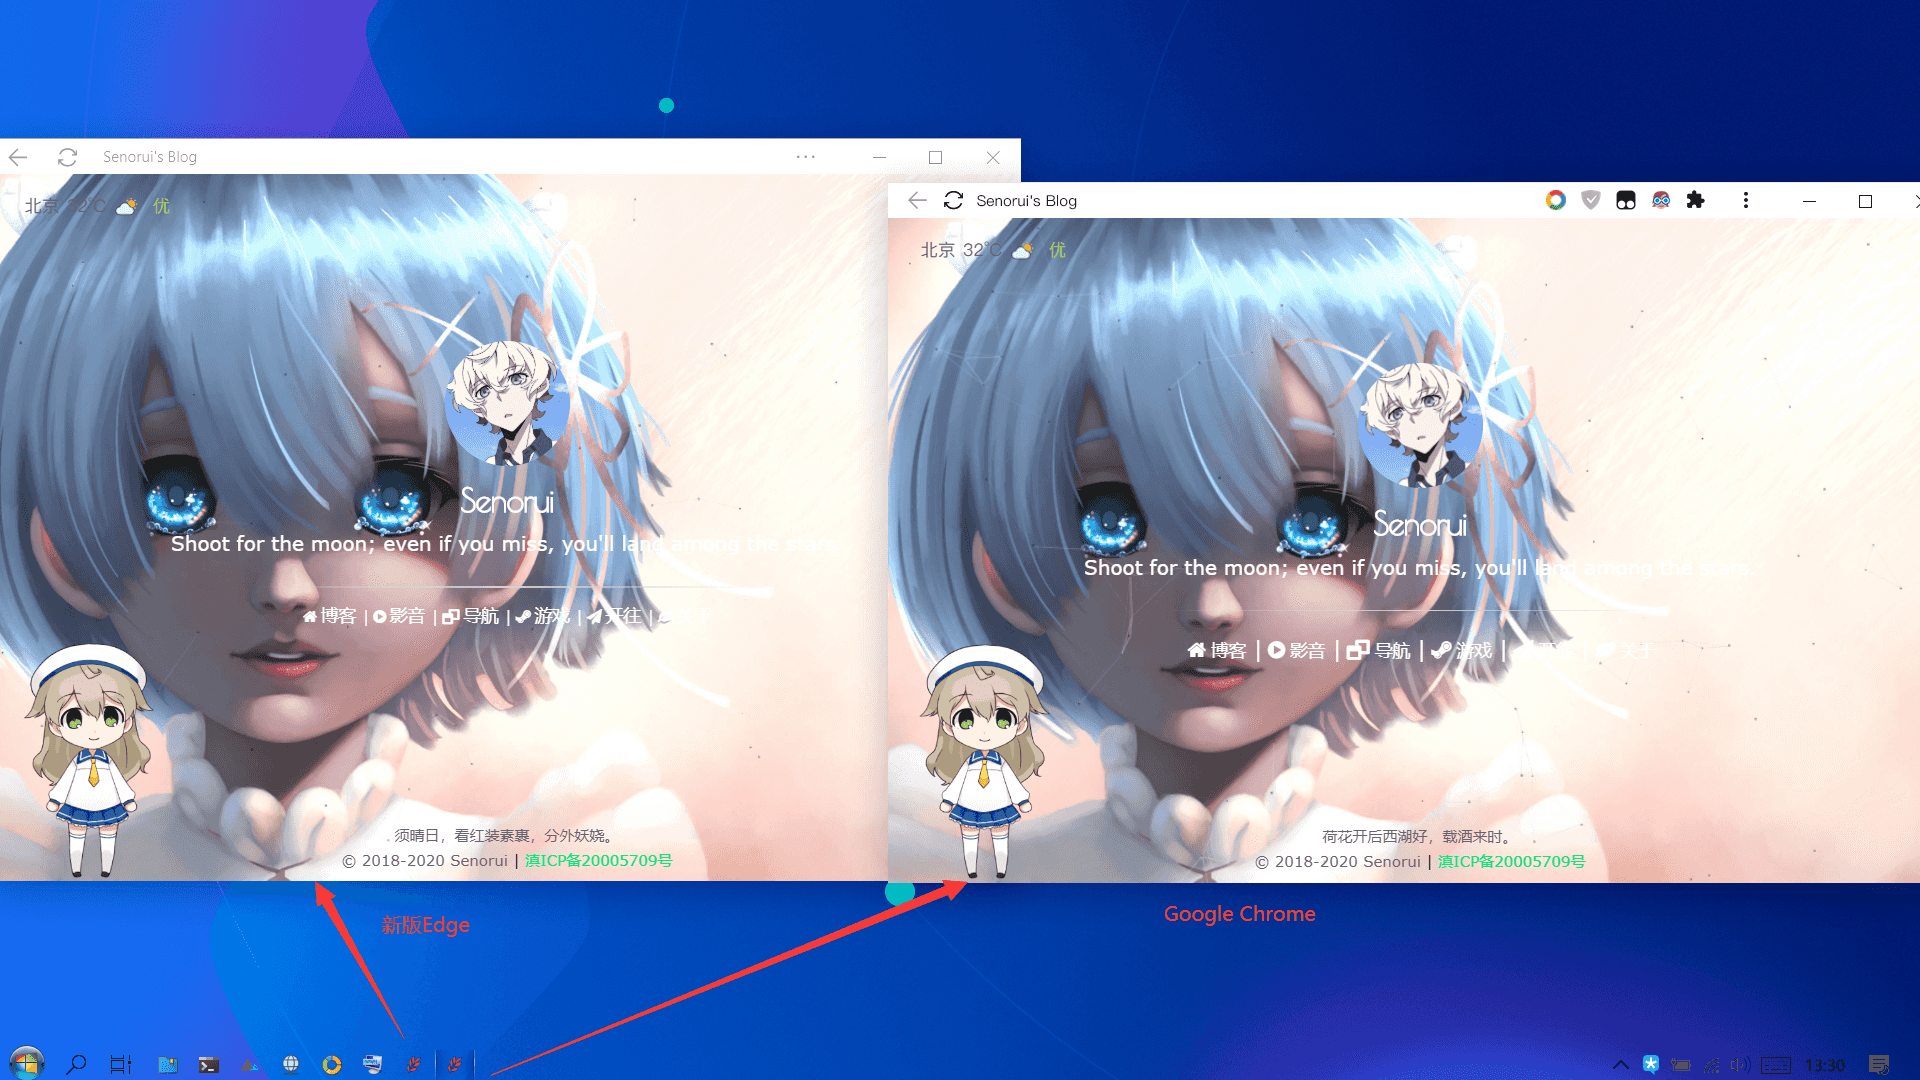 Senorui's Blog
北京 32℃ 优
Senorui
Shoot for the moon; even if you miss, you'll land among the stars.
博客 | 影音 | 导航 | 游戏 | 开往 | 关于
须晴日，看红装素裹，分外妖娆。
© 2018-2020 Senorui | 滇ICP备20005709号
新版Edge
Senorui's Blog
北京 32℃ 优
Senorui
Shoot for the moon; even if you miss, you'll land among the stars.
博客 | 影音 | 导航 | 游戏 | 开往 | 关于
荷花开后西湖好，载酒来时。
© 2018-2020 Senorui | 滇ICP备20005709号
Google Chrome
13:30